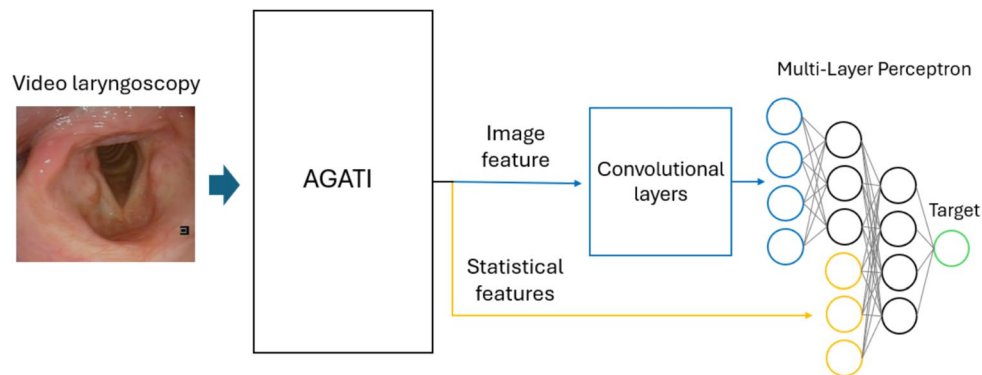 Video laryngoscopy
AGATI
Image
feature
Statistical
features
Convolutional
layers
Multi-Layer Perceptron
Target